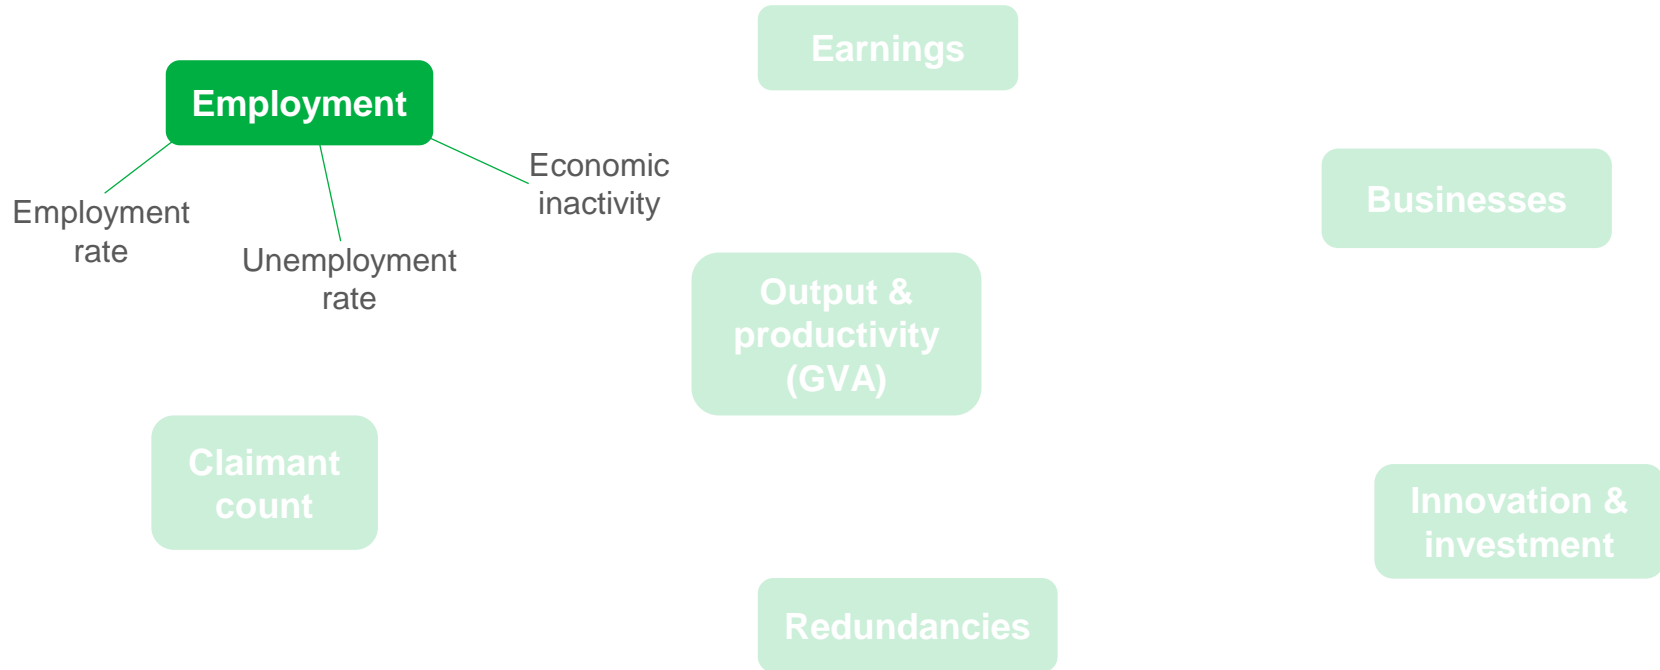 Earnings
Employment
Economic
inactivity
Employment
rate
Unemployment
rate
Businesses
Output &
productivity
(GVA)
Claimant
count
Innovation &
investment
Redundancies